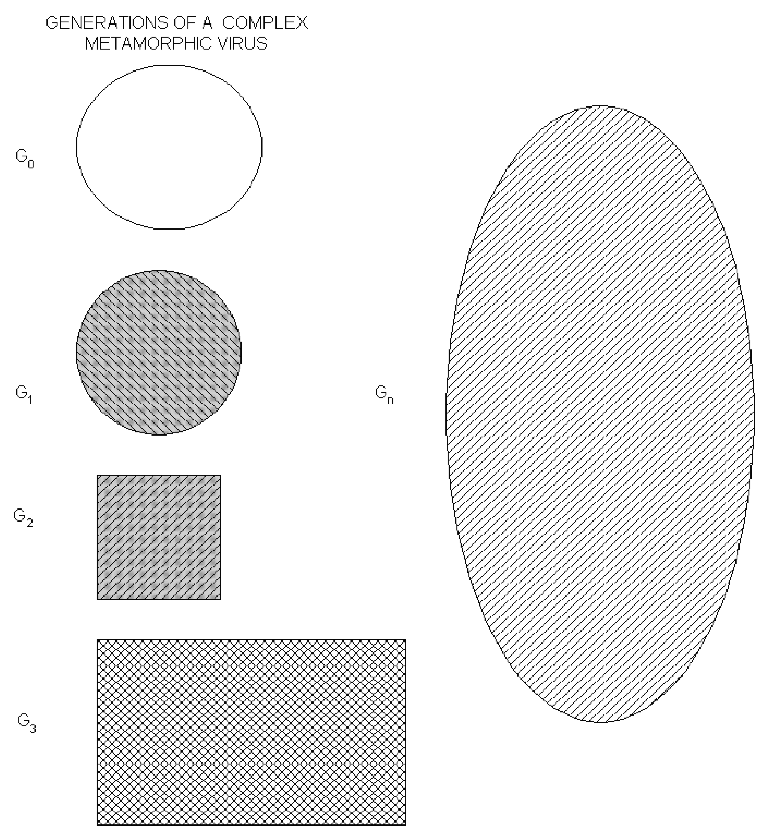 GENERATIONS OF A COMPLEX
METAMORPHIC VIRUS
G0
G1
Gn
G2
G3